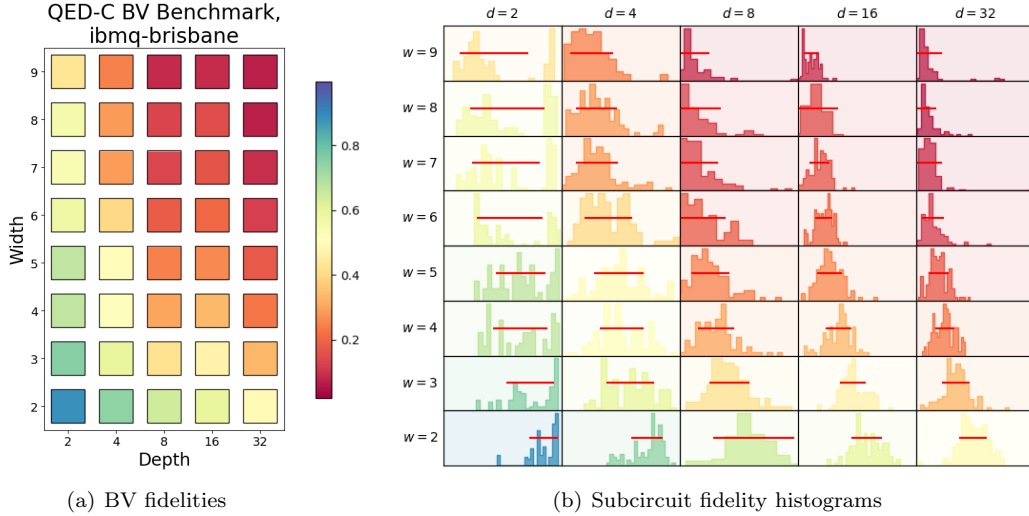 QED-C BV Benchmark,
ibmq-brisbane
9
8
7
6
5
4
3
2
Width
2 4 8 16 32
Depth
0.8
0.6
0.4
0.2
(a) BV fidelities
d = 2 d = 4 d = 8 d = 16 d = 32
w = 9
w = 8
w = 7
w = 6
w = 5
w = 4
w = 3
w = 2
(b) Subcircuit fidelity histograms